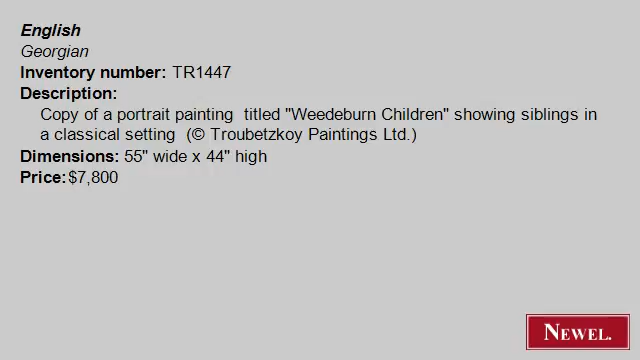 English
Georgian
Inventory number: TR1447
Description:
Copy of a portrait painting  titled "Weedeburn Children" showing siblings in
a classical setting  (© Troubetzkoy Paintings Ltd.)
Dimensions: 55" wide x 44" high
Price:$7,800
NEWEL.